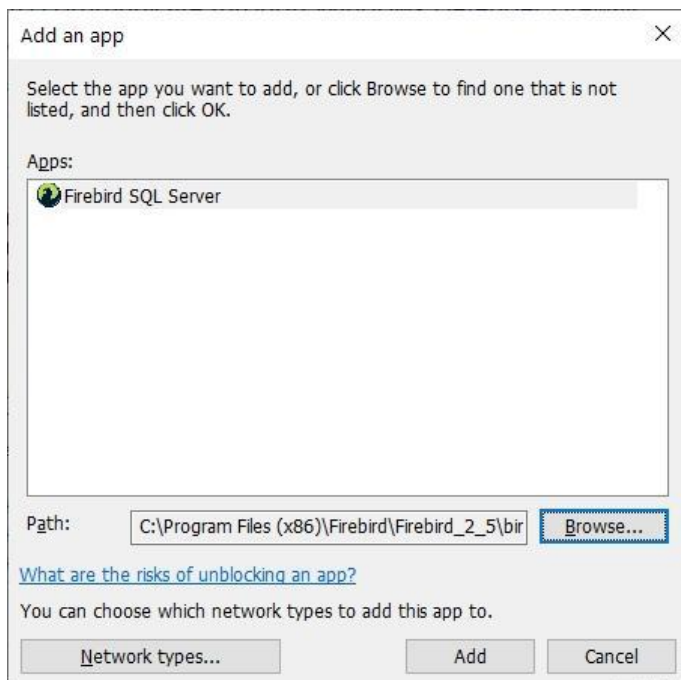 Add an app
Select the app you want to add, or click Browse to find one that is not
listed, and then click OK.
Apps:
Firebird SQL Server
Path:
C:\Program Files (x86)\Firebird\Firebird_2_5\bir
Browse...
What are the risks of unblocking an app?
You can choose which network types to add this app to.
Network types...
Add
Cancel